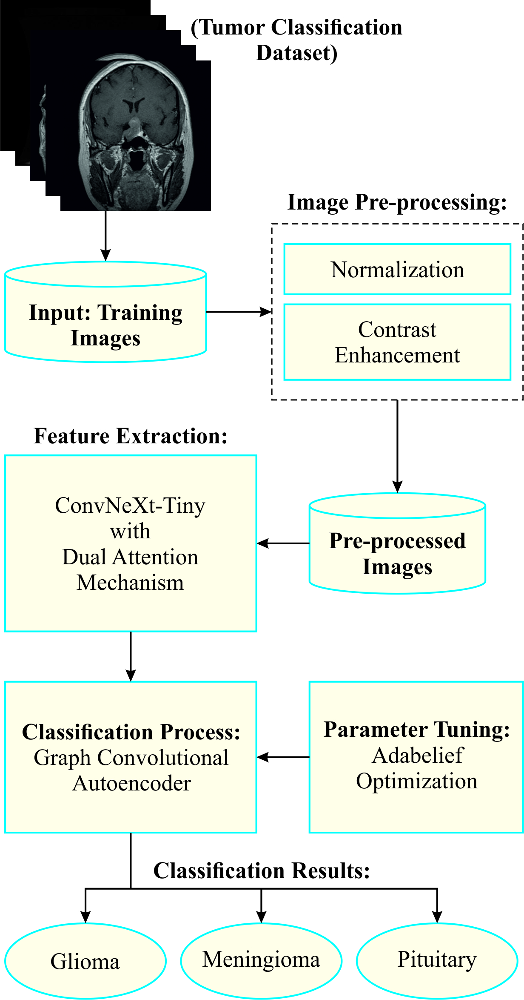 (Tumor Classification
Dataset)
Image Pre-processing:
Normalization
Contrast
Enhancement
Input: Training
Images
Feature Extraction:
ConvNeXt-Tiny
with
Dual Attention
Mechanism
Pre-processed
Images
Classification Process:
Graph Convolutional
Autoencoder
Parameter Tuning:
Adabelief
Optimization
Classification Results:
Glioma
Meningioma
Pituitary